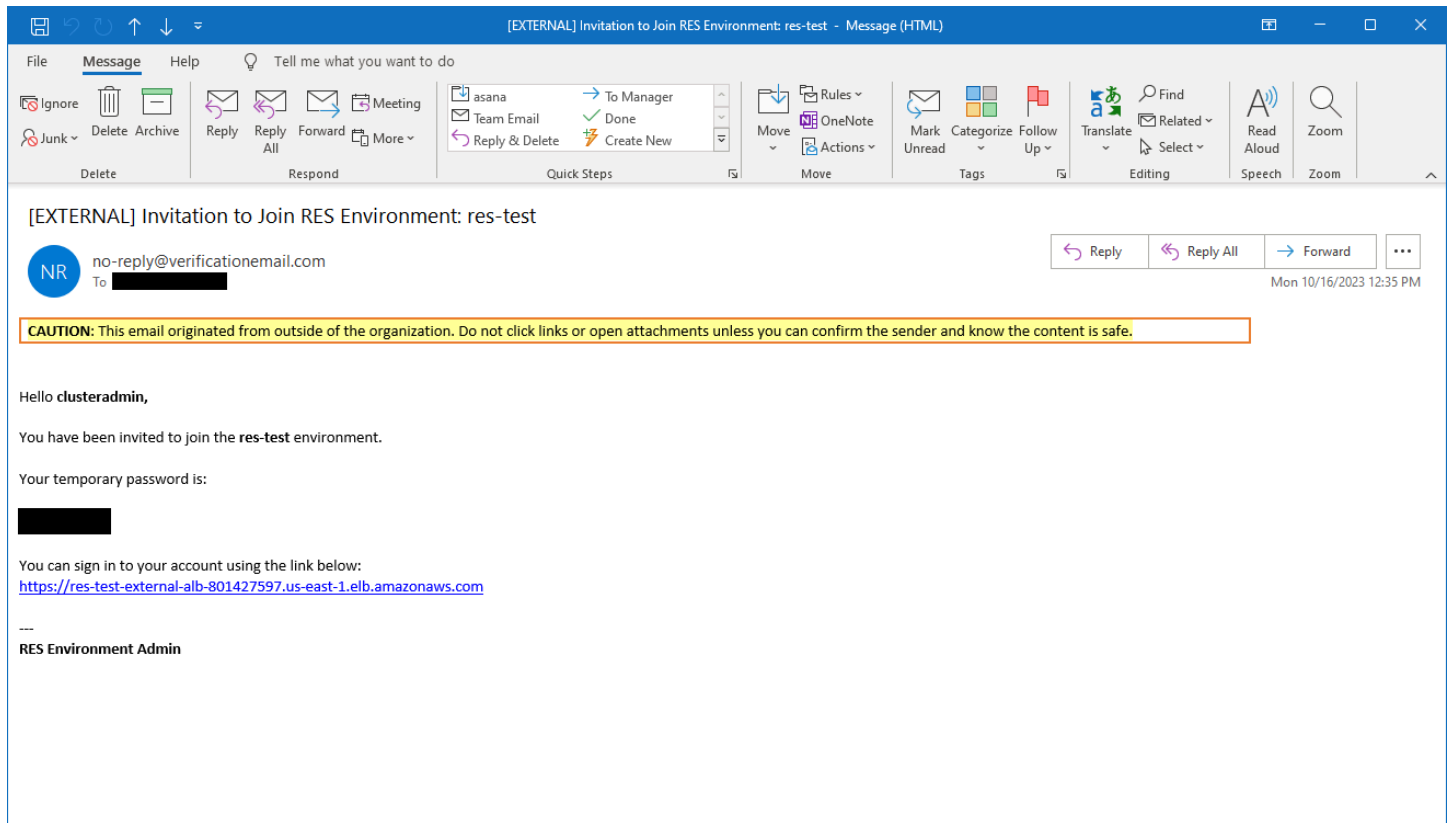 [EXTERNAL] Invitation to Join RES Environment: res-test - Message (HTML)
File Message Help Tell me what you want to do
Ignore
Junk
Delete Archive
Delete
Reply Reply All Forward
Meeting
More
Respond
asana
Team Email
Reply & Delete
To Manager
Done
Create New
Quick Steps
Move
Rules
OneNote
Actions
Move
Mark Unread
Categorize
Follow Up
Tags
Translate
Find
Related
Select
Editing
Read Aloud
Speech
Zoom
Zoom
[EXTERNAL] Invitation to Join RES Environment: res-test
NR
no-reply@verificationemail.com
To
Reply Reply All Forward
Mon 10/16/2023 12:35 PM
CAUTION: This email originated from outside of the organization. Do not click links or open attachments unless you can confirm the sender and know the content is safe.
Hello clusteradmin,
You have been invited to join the res-test environment.
Your temporary password is:
You can sign in to your account using the link below:
https://res-test-external-alb-801427597.us-east-1.elb.amazonaws.com
---
RES Environment Admin